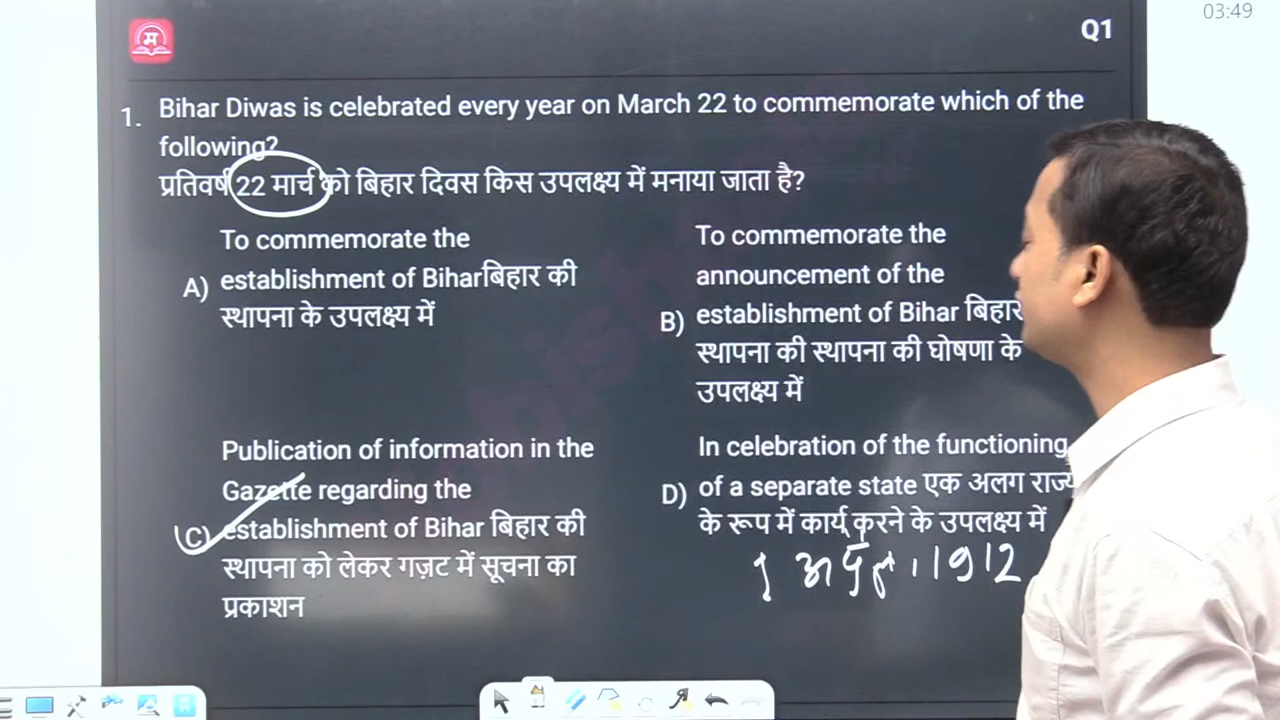 03:49
म
Q1
1. Bihar Diwas is celebrated every year on March 22 to commemorate which of the
following?
प्रतिवर्ष 22 मार्च को बिहार दिवस किस उपलक्ष्य में मनाया जाता है?
To commemorate the
A) establishment of Biharबिहार की
स्थापना के उपलक्ष्य में
To commemorate the
announcement of the
B) establishment of Bihar बिहार
स्थापना की स्थापना की घोषणा के
उपलक्ष्य में
Publication of information in the
Gazette regarding the
C) establishment of Bihar बिहार की
स्थापना को लेकर गज़ट में सूचना का
प्रकाशन
In celebration of the functioning
D) of a separate state एक अलग राज्य
के रूप में कार्य करने के उपलक्ष्य में
1 अप्रैल 1912